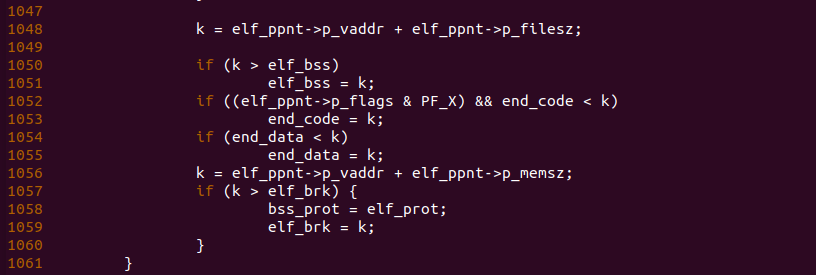 1047
1048                 k = elf_ppnt->p_vaddr + elf_ppnt->p_filesz;
1049
1050                 if (k > elf_bss)
1051                         elf_bss = k;
1052                 if ((elf_ppnt->p_flags & PF_X) && end_code < k)
1053                         end_code = k;
1054                 if (end_data < k)
1055                         end_data = k;
1056                 k = elf_ppnt->p_vaddr + elf_ppnt->p_memsz;
1057                 if (k > elf_brk) {
1058                         bss_prot = elf_prot;
1059                         elf_brk = k;
1060                 }
1061         }